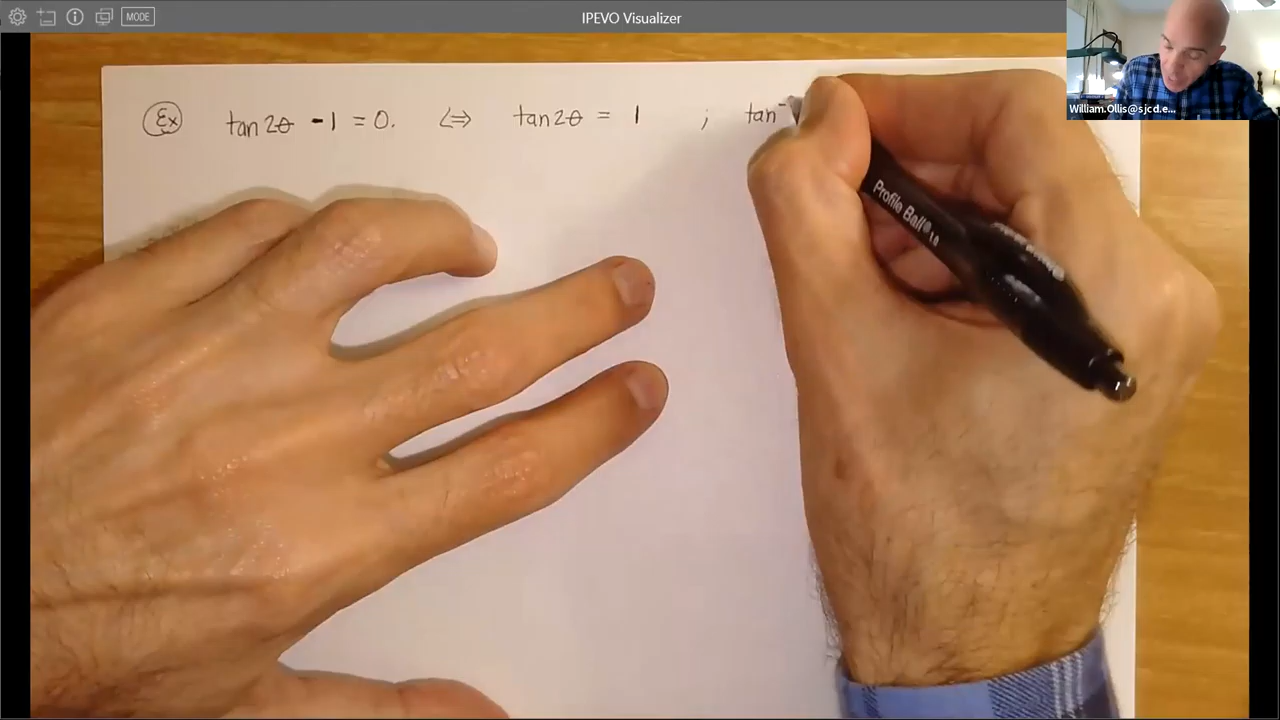 MODE
IPEVO Visualizer
William.Ollis@sjcd.e...
Ex tan2θ -1 = 0. ⇔ tan2θ = 1 ; tan⁻
Profile Ball® 1.0